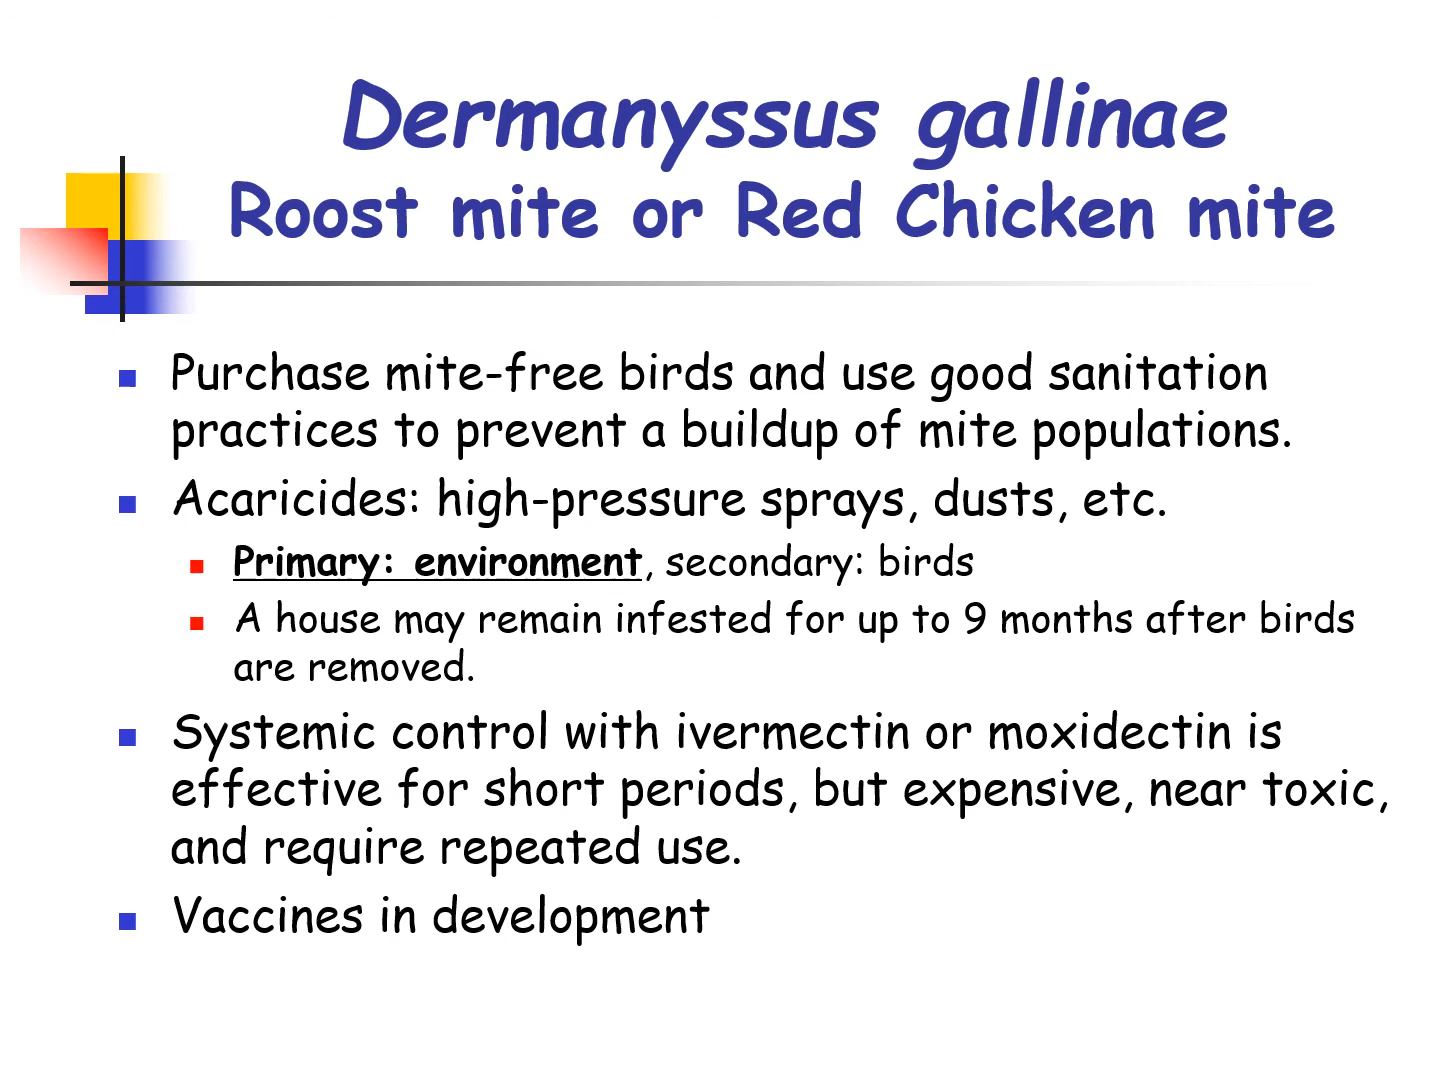 Dermanyssus gallinae
Roost mite or Red Chicken mite
Purchase mite-free birds and use good sanitation
practices to prevent a buildup of mite populations.
Acaricides: high-pressure sprays, dusts, etc.
Primary: environment, secondary: birds
A house may remain infested for up to 9 months after birds
are removed.
Systemic control with ivermectin or moxidectin is
effective for short periods, but expensive, near toxic,
and require repeated use.
Vaccines in development